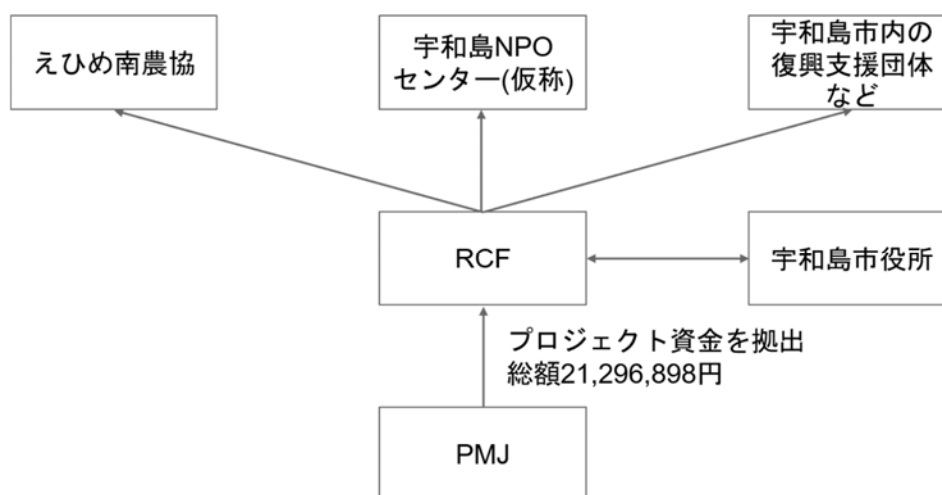 えひめ南農協
宇和島NPO
センター(仮称)
宇和島市内の
復興支援団体
など
RCF
宇和島市役所
プロジェクト資金を拠出
総額21,296,898円
PMJ